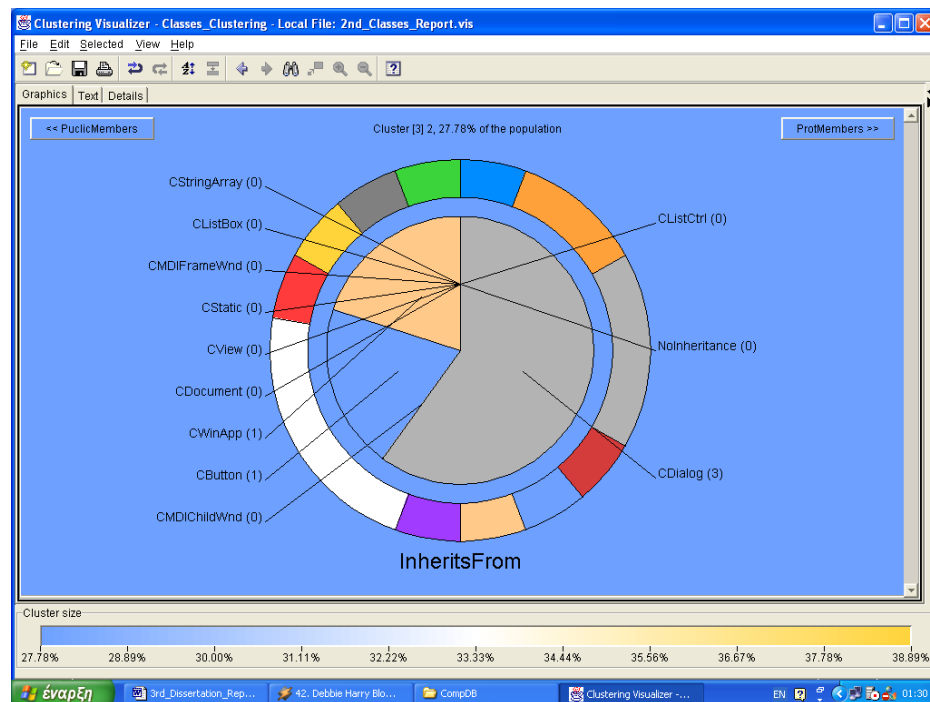 Clustering Visualizer - Classes_Clustering - Local File: 2nd_Classes_Report.vis
File Edit Selected View Help
Graphics Text Details
<< PuclicMembers
Cluster [3] 2, 27.78% of the population
ProtMembers >>
CStringArray (0)
CListBox (0)
CMDIFrameWnd (0)
CStatic (0)
CView (0)
CDocument (0)
CWinApp (1)
CButton (1)
CMDIChildWnd (0)
CListCtrl (0)
NoInheritance (0)
CDialog (3)
InheritsFrom
Cluster size
27.78% 28.89% 30.00% 31.11% 32.22% 33.33% 34.44% 35.56% 36.67% 37.78% 38.89%
έναρξη 3rd_Dissertation_Rep... 42. Debbie Harry Blo... CompDB Clustering Visualizer -... EN 01:30